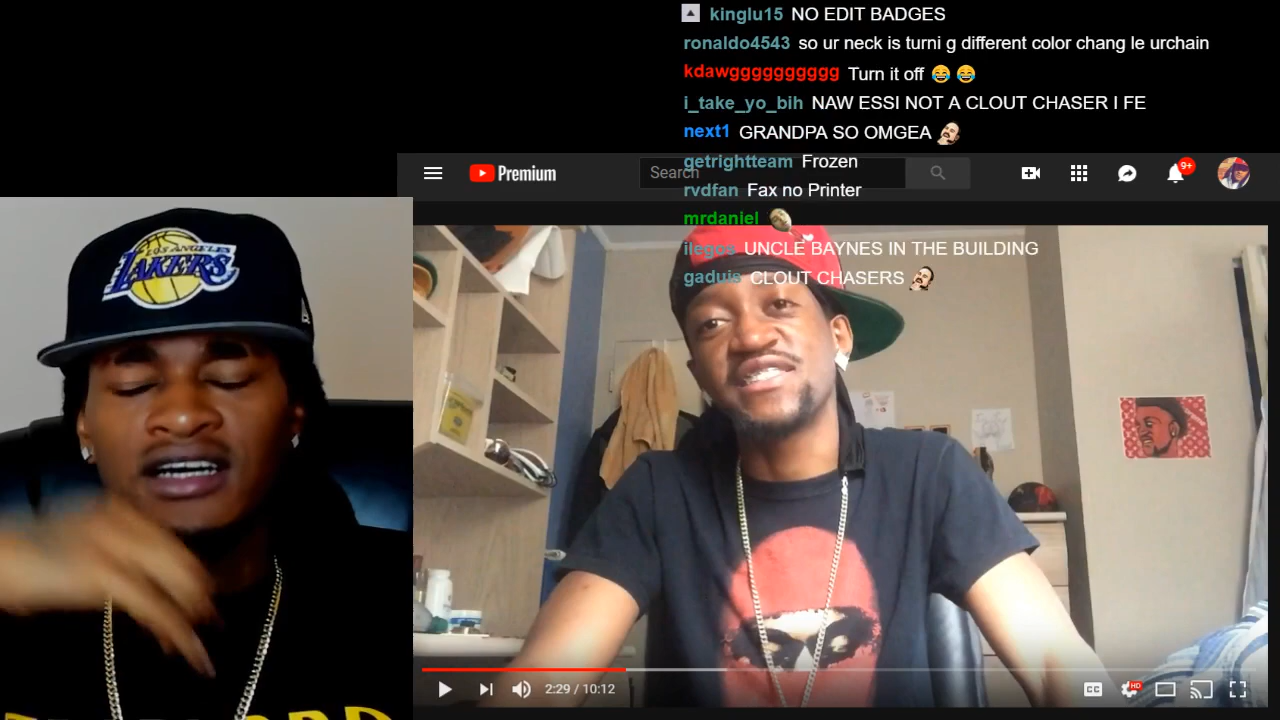 kinglu15 NO EDIT BADGES
ronaldo4543 so ur neck is turni g different color chang le urchain
kdawgggggggggg Turn it off 😂 😂
i_take_yo_bih NAW ESSI NOT A CLOUT CHASER I FE
next1 GRANDPA SO OMGEA
getrightteam Frozen
Premium
Search
9+
rvdfan Fax no Printer
mrdaniel
ilegos UNCLE BAYNES IN THE BUILDING
gaduis CLOUT CHASERS
LOS ANGELES
LAKERS
2:29 / 10:12
CC
HD